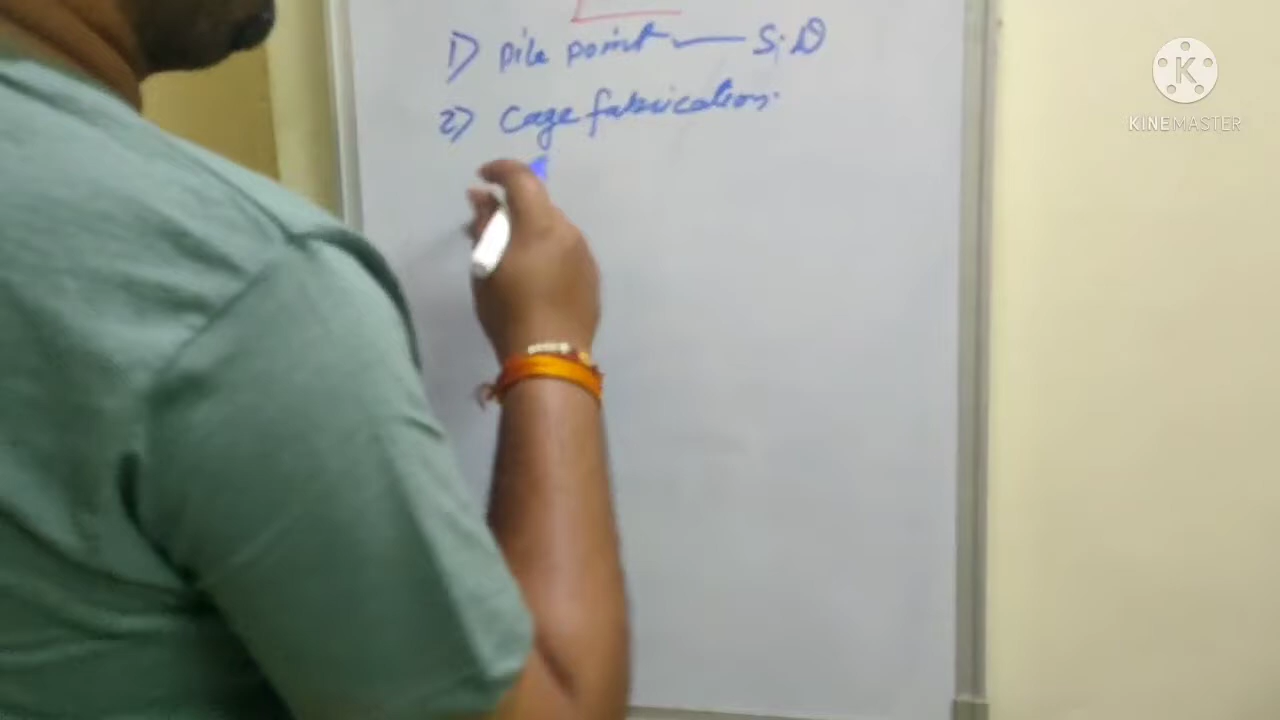 1) pile point — S.D
2) Cage fabrication.
K
KINEMASTER